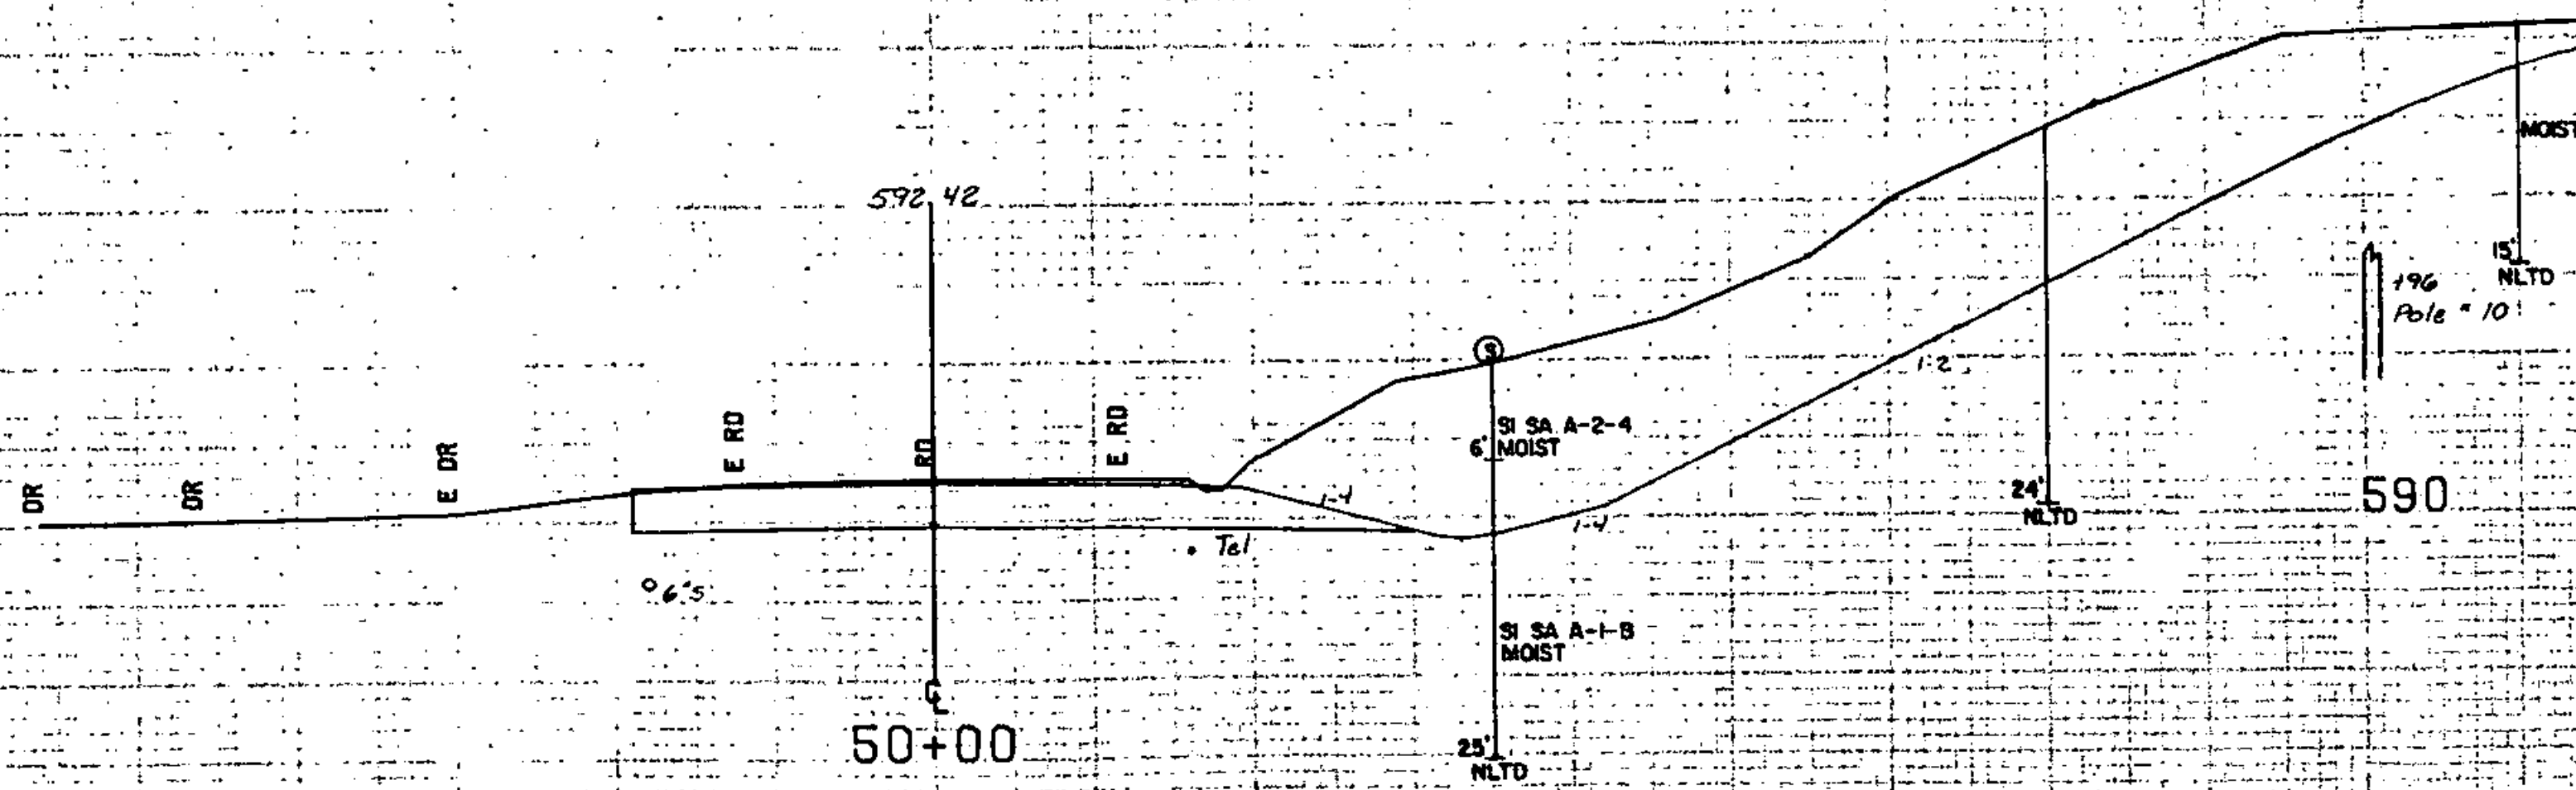 MOIST
592.42
15'
NLTD
+96
Pole # 10
1-2
S
E RD
E RD
RD
E DR
DR
DR
SI SA A-2-4
6' MOIST
24'
NLTD
590
1-4
1-4
Tel
6" S
SI SA A-1-B
MOIST
℄
50+00
25'
NLTD